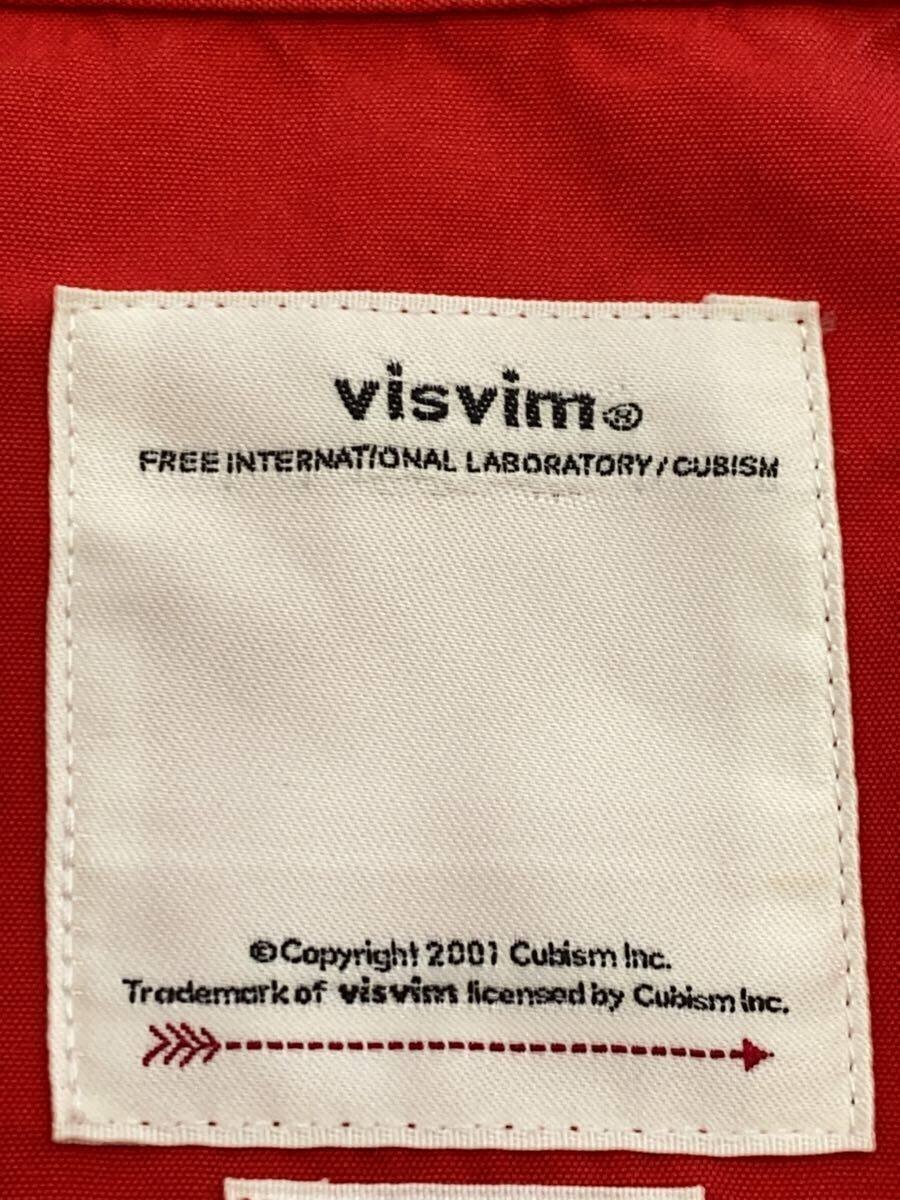 visvim®
FREE INTERNATIONAL LABORATORY / CUBISM
©Copyright 2001 Cubism Inc.
Trademark of visvim licensed by Cubism Inc.